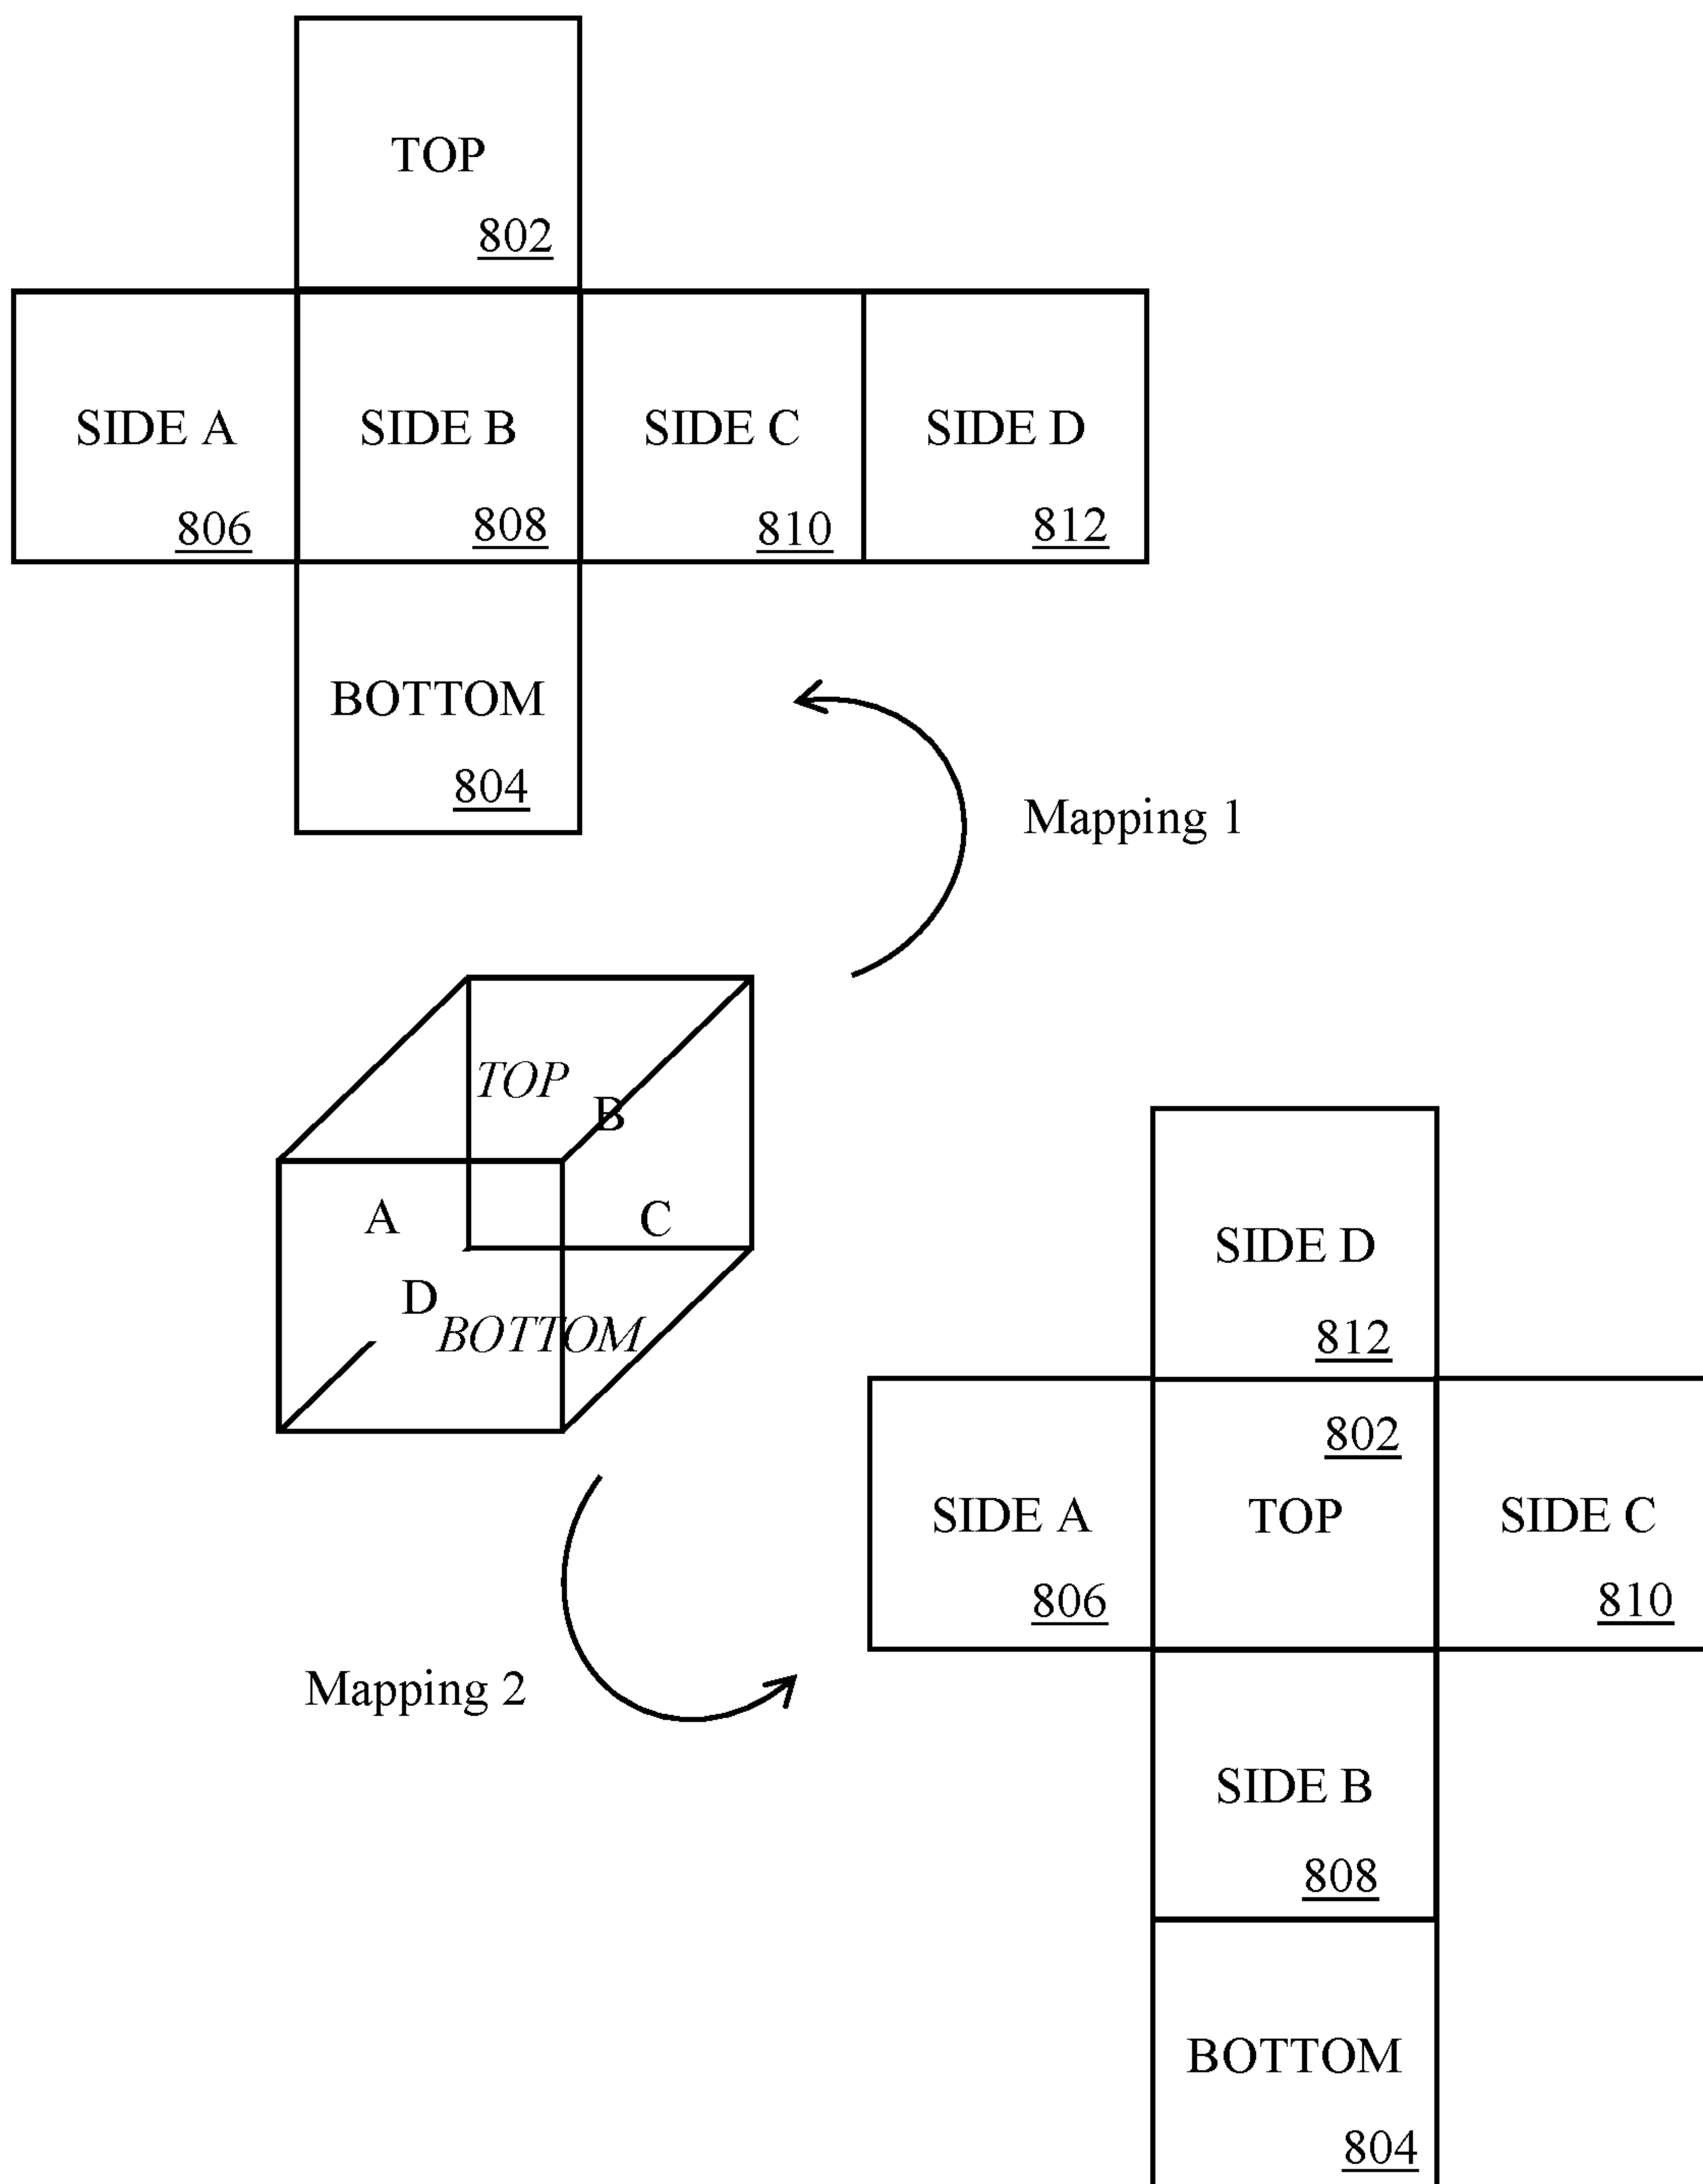 TOP
802
SIDE A
SIDE B
SIDE C
SIDE D
806
808
810
812
BOTTOM
804
Mapping 1
TOP
B
A
C
D
BOTTOM
SIDE D
812
802
SIDE A
TOP
SIDE C
806
810
Mapping 2
SIDE B
808
BOTTOM
804